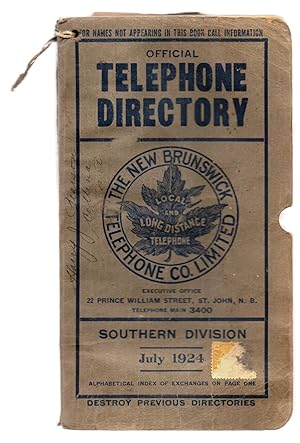 FOR NAMES NOT APPEARING IN THIS BOOK CALL INFORMATION
OFFICIAL
TELEPHONE
DIRECTORY
THE NEW BRUNSWICK
LOCAL
AND
LONG DISTANCE
TELEPHONE
TELEPHONE CO. LIMITED
EXECUTIVE OFFICE
22 PRINCE WILLIAM STREET, ST. JOHN, N. B.
TELEPHONE MAIN 3400
SOUTHERN DIVISION
July 1924
ALPHABETICAL INDEX OF EXCHANGES ON PAGE ONE
DESTROY PREVIOUS DIRECTORIES